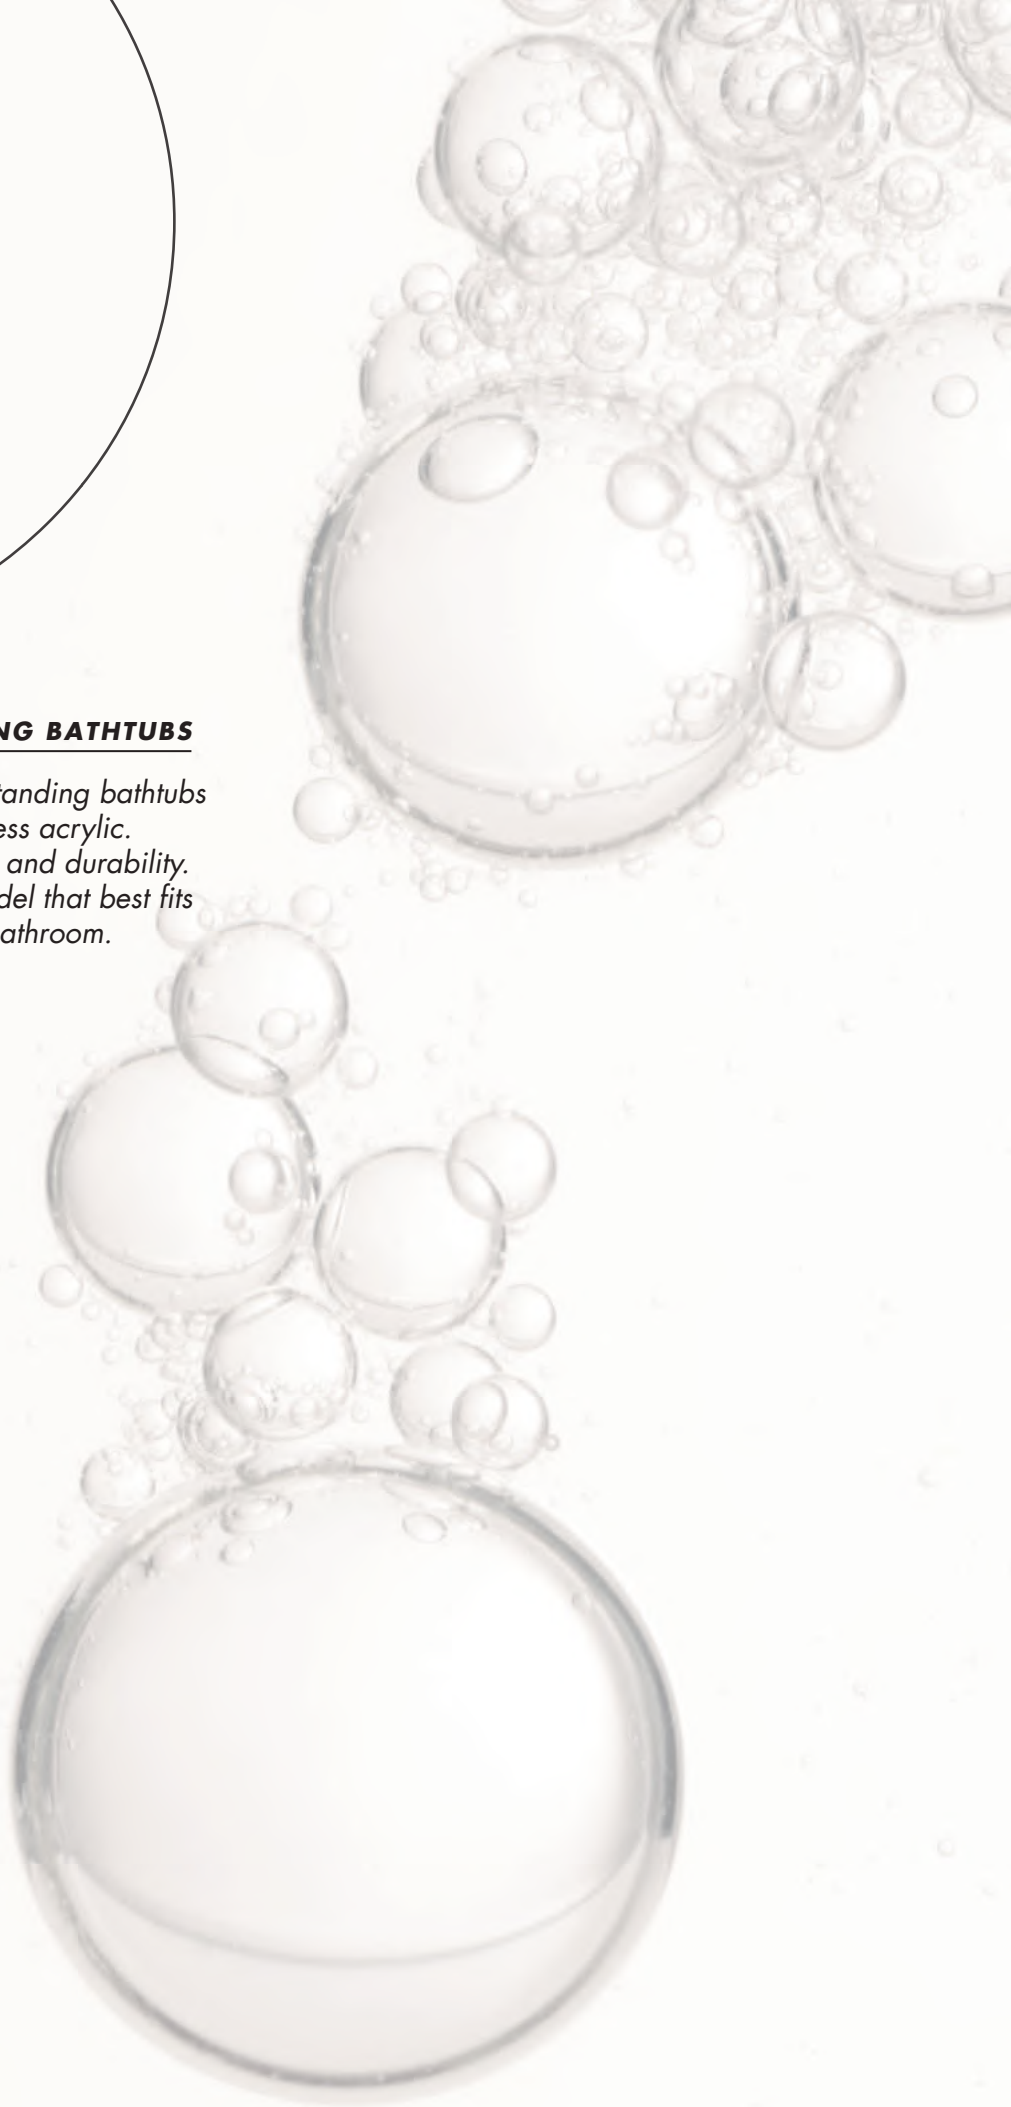 NG BATHTUBS
tanding bathtubs
ess acrylic.
and durability.
del that best fits
athroom.